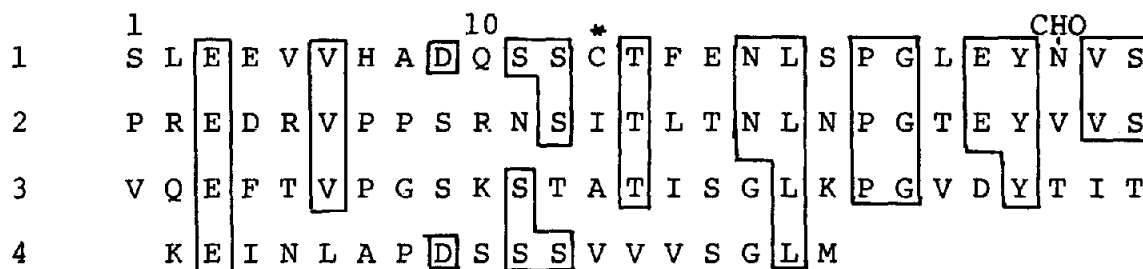 1 10 * CHO
1 S L E E V V H A D Q S S C T F E N L S P G L E Y N V S
2 P R E D R V P P S R N S I T L T N L N P G T E Y V V S
3 V Q E F T V P G S K S T A T I S G L K P G V D Y T I T
4 K E I N L A P D S S S V V V S G L M